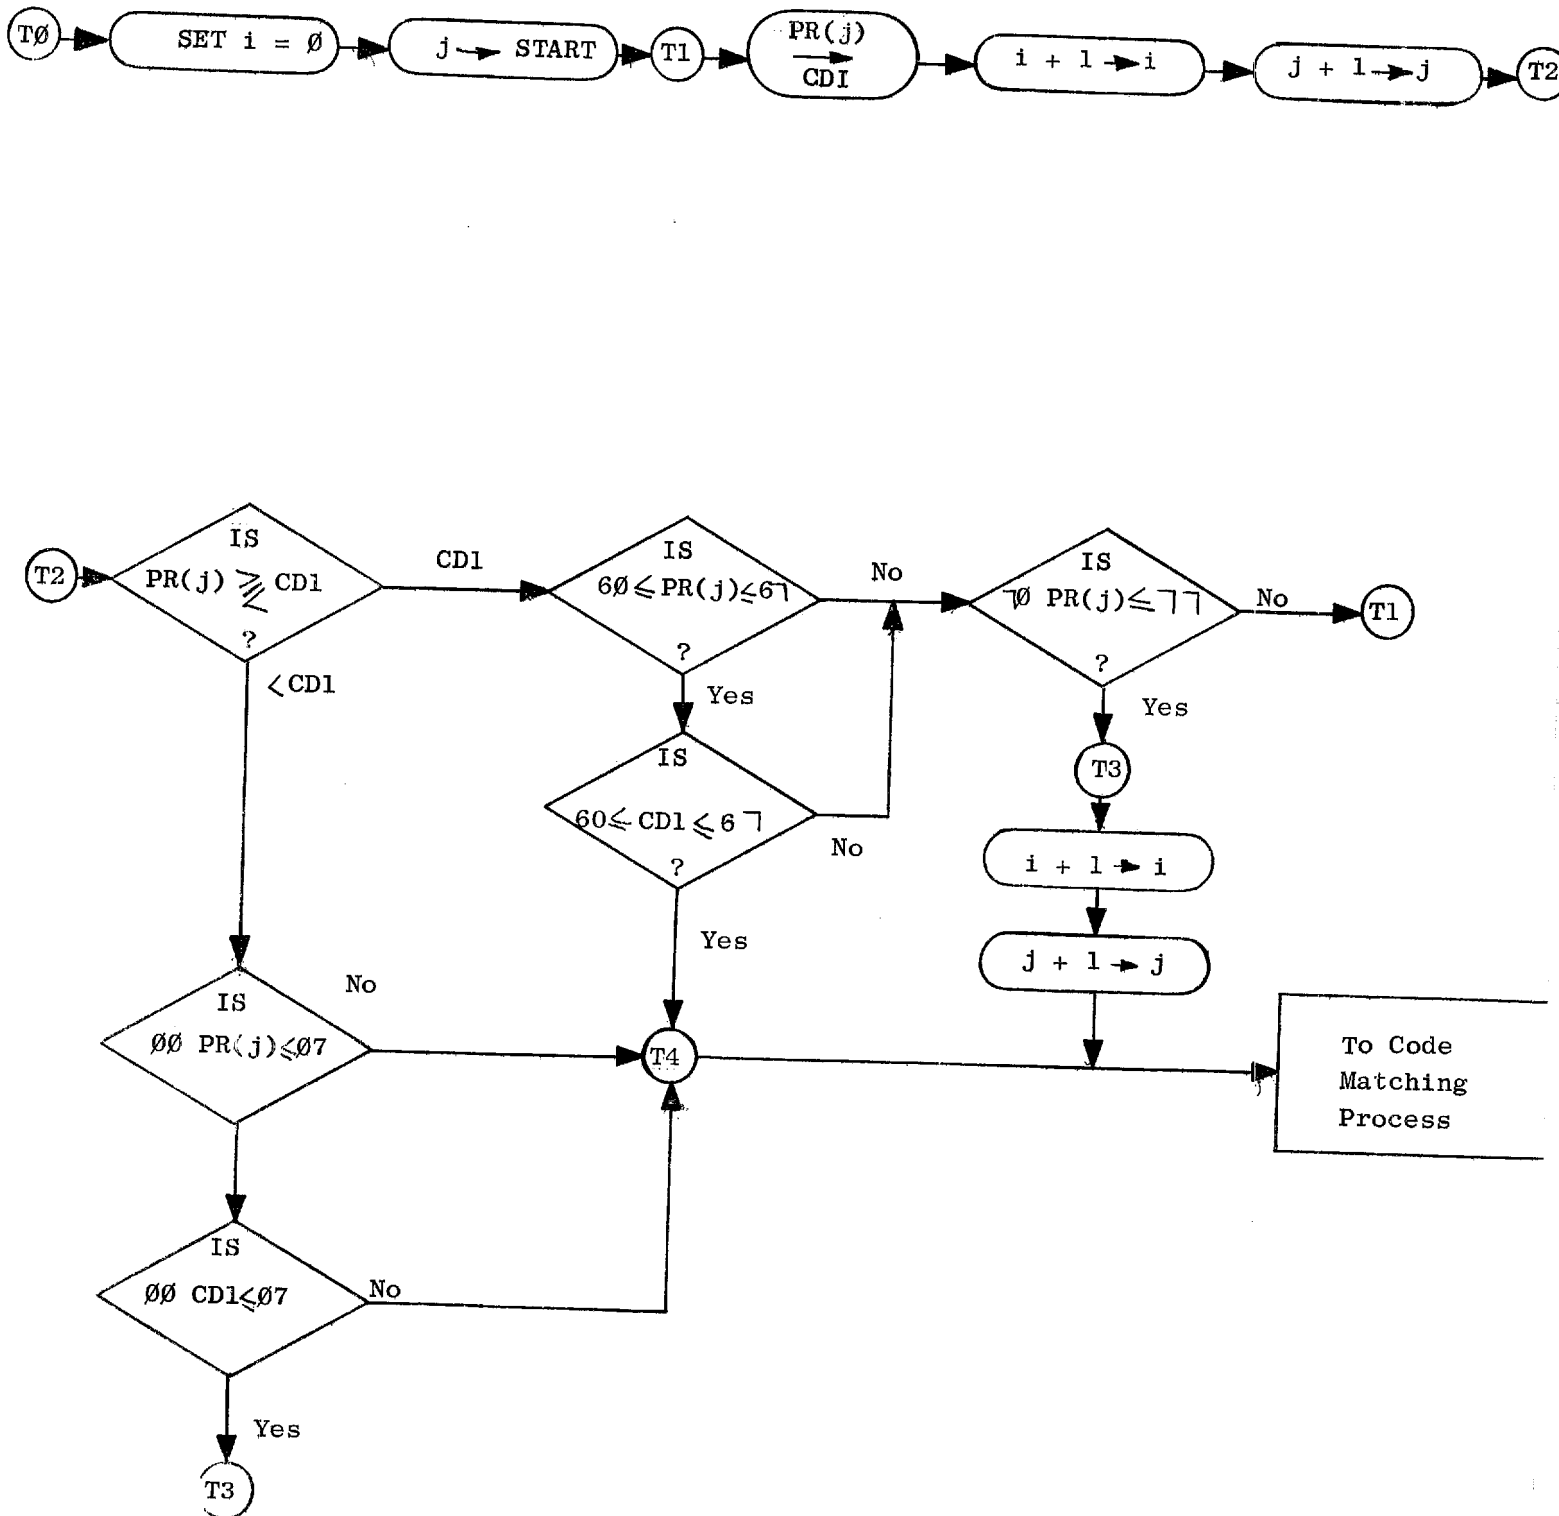 TØ
SET i = Ø
j → START
T1
PR(j)
→
CDI
i + 1 → i
j + 1 → j
T2
T2
IS
PR(j) ⋛ CD1
?
CD1
<CD1
IS
6Ø ≤ PR(j) ≤ 67
?
No
Yes
IS
7Ø PR(j) ≤ 77
?
No
T1
Yes
T3
i + 1 → i
j + 1 → j
IS
60 ≤ CD1 ≤ 67
?
No
Yes
IS
ØØ PR(j) ≤ Ø7
No
T4
To Code
Matching
Process
IS
ØØ CD1 ≤ Ø7
No
Yes
T3